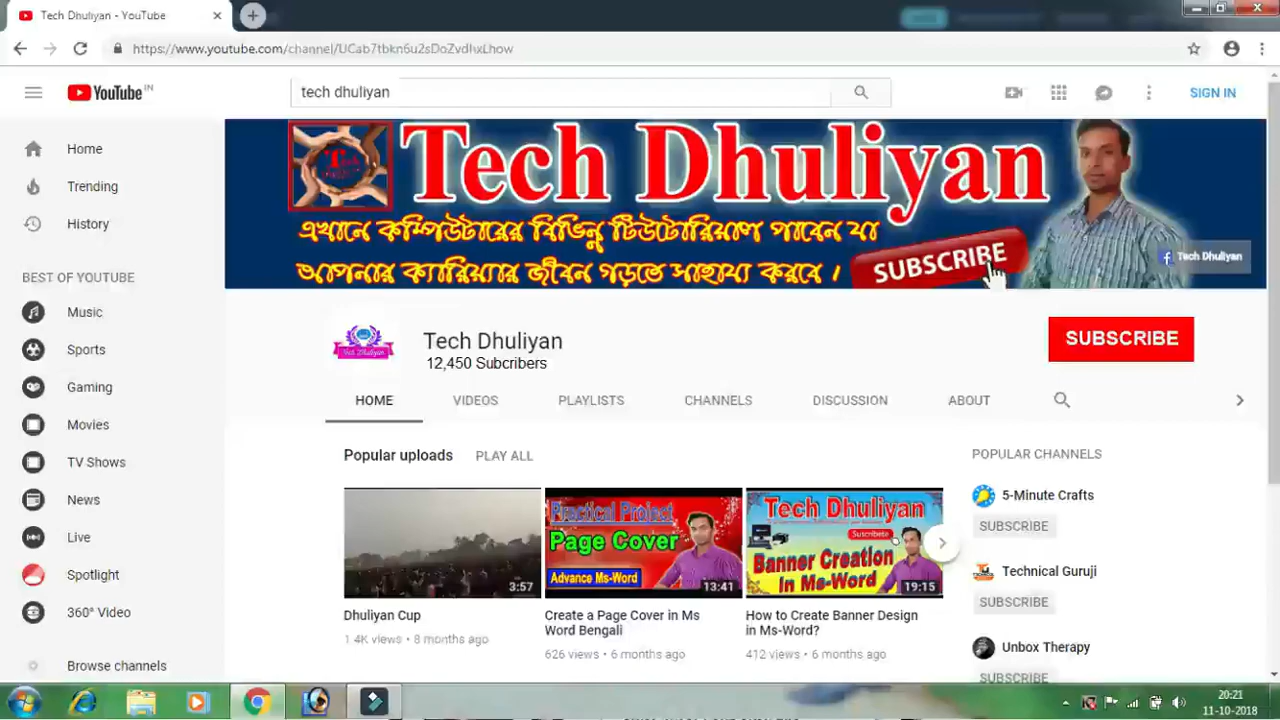 Tech Dhuliyan - YouTube
https://www.youtube.com/channel/UCab7tbkn6u2sDoZvdhxLhow
YouTube IN
tech dhuliyan
SIGN IN
Home
Trending
History
BEST OF YOUTUBE
Music
Sports
Gaming
Movies
TV Shows
News
Live
Spotlight
360° Video
Browse channels
Tech Dhuliyan
এখানে কম্পিউটারের বিভিন্ন টিউটোরিয়াল পাবেন যা
আপনার ক্যারিয়ার জীবন গড়তে সাহায্য করবে ।
SUBSCRIBE
Tech Dhuliyan
Tech Dhuliyan
Tech Dhuliyan
12,450 Subcribers
SUBSCRIBE
HOME VIDEOS PLAYLISTS CHANNELS DISCUSSION ABOUT
Popular uploads PLAY ALL
3:57
Dhuliyan Cup
1.4K views • 8 months ago
Practical Project
Page Cover
Advance Ms-Word
13:41
Create a Page Cover in Ms
Word Bengali
626 views • 6 months ago
Tech Dhuliyan
Suscribete
Banner Creation
In Ms-Word
19:15
How to Create Banner Design
in Ms-Word?
412 views • 6 months ago
POPULAR CHANNELS
5-Minute Crafts
SUBSCRIBE
Technical Guruji
SUBSCRIBE
Unbox Therapy
SUBSCRIBE
20:21
11-10-2018